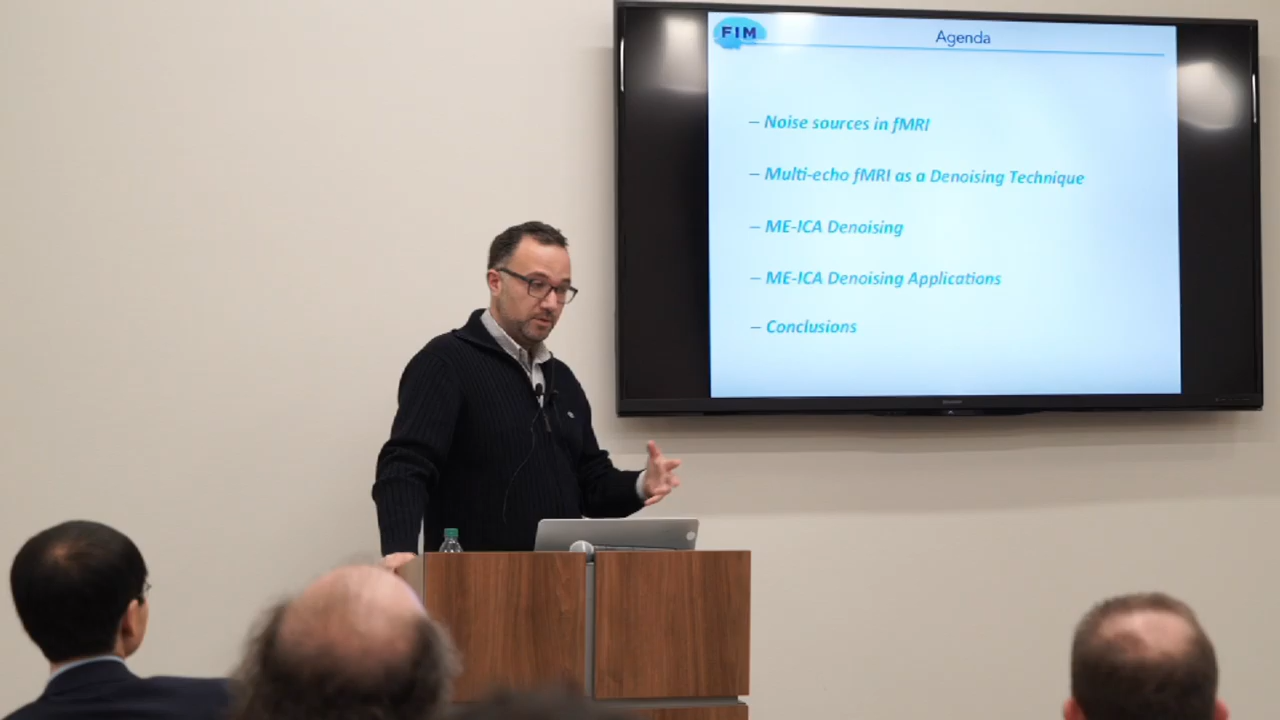 FIM
Agenda
– Noise sources in fMRI
– Multi-echo fMRI as a Denoising Technique
– ME-ICA Denoising
– ME-ICA Denoising Applications
– Conclusions